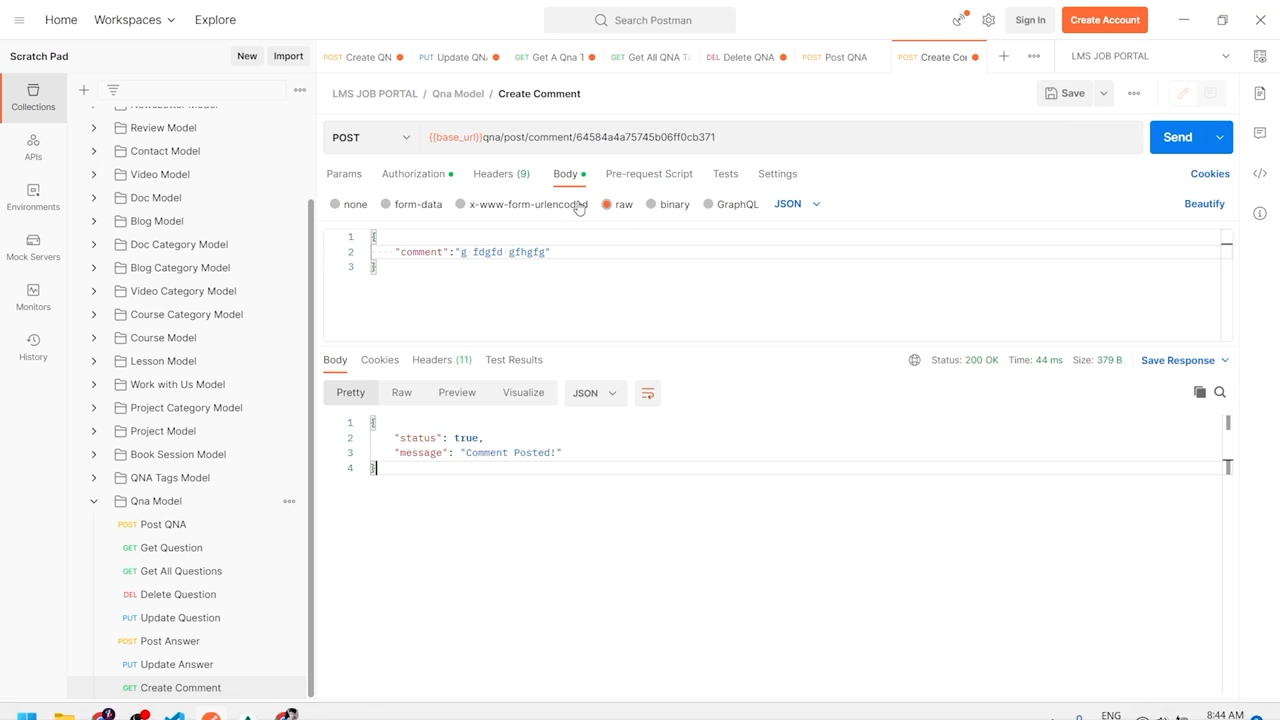 Home Workspaces Explore Search Postman Sign In Create Account
Scratch Pad New Import POST Create QN PUT Update QN GET Get A Qna T GET Get All QNA T DEL Delete QNA POST Post QNA POST Create Co LMS JOB PORTAL
Collections
APIs
Environments
Mock Servers
Monitors
History
Review Model
Contact Model
Video Model
Doc Model
Blog Model
Doc Category Model
Blog Category Model
Video Category Model
Course Category Model
Course Model
Lesson Model
Work with Us Model
Project Category Model
Project Model
Book Session Model
QNA Tags Model
Qna Model
POST Post QNA
GET Get Question
GET Get All Questions
DEL Delete Question
PUT Update Question
POST Post Answer
PUT Update Answer
GET Create Comment
LMS JOB PORTAL / Qna Model / Create Comment Save
POST {{base_url}}qna/post/comment/64584a4a75745b06ff0cb371 Send
Params Authorization Headers (9) Body Pre-request Script Tests Settings Cookies
none form-data x-www-form-urlencoded raw binary GraphQL JSON Beautify
1 {
2 "comment":"g fdgfd gfhgfg"
3 }
Body Cookies Headers (11) Test Results Status: 200 OK Time: 44 ms Size: 379 B Save Response
Pretty Raw Preview Visualize JSON
1 {
2 "status": true,
3 "message": "Comment Posted!"
4 }
ENG 8:44 AM